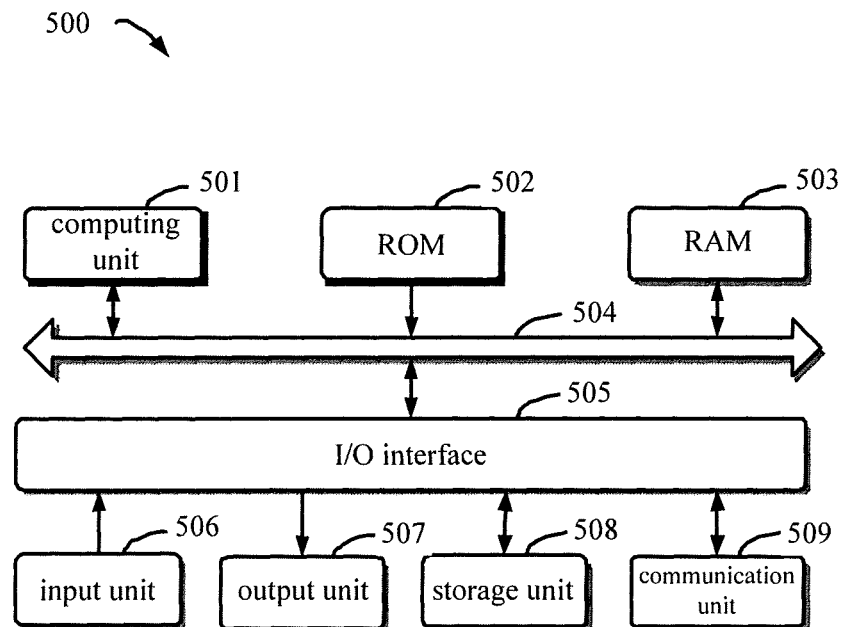 500
501
502
503
computing
unit
ROM
RAM
504
505
I/O interface
506
507
508
509
input unit
output unit
storage unit
communication
unit